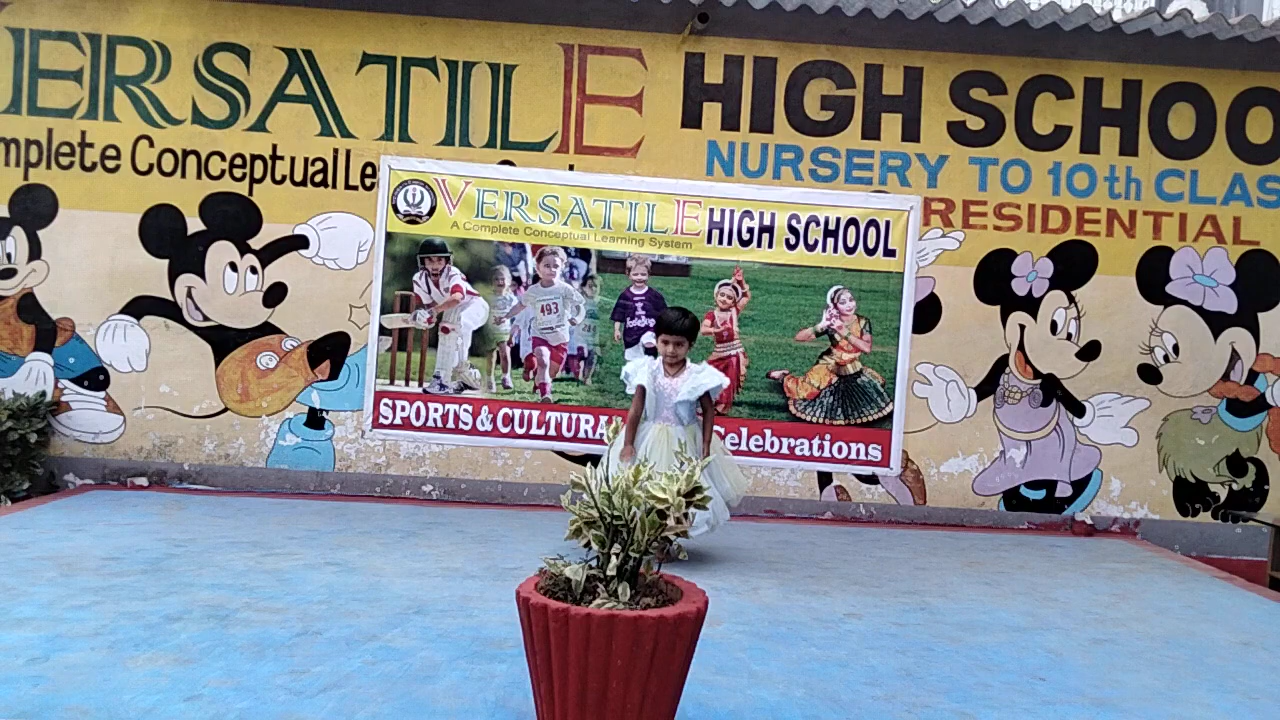 VERSATILE HIGH SCHOOL
NURSERY TO 10th CLAS
mplete Conceptual Le
RESIDENTIAL
VERSATILE HIGH SCHOOL
A Complete Conceptual Learning System
493
SPORTS & CULTURA Celebrations